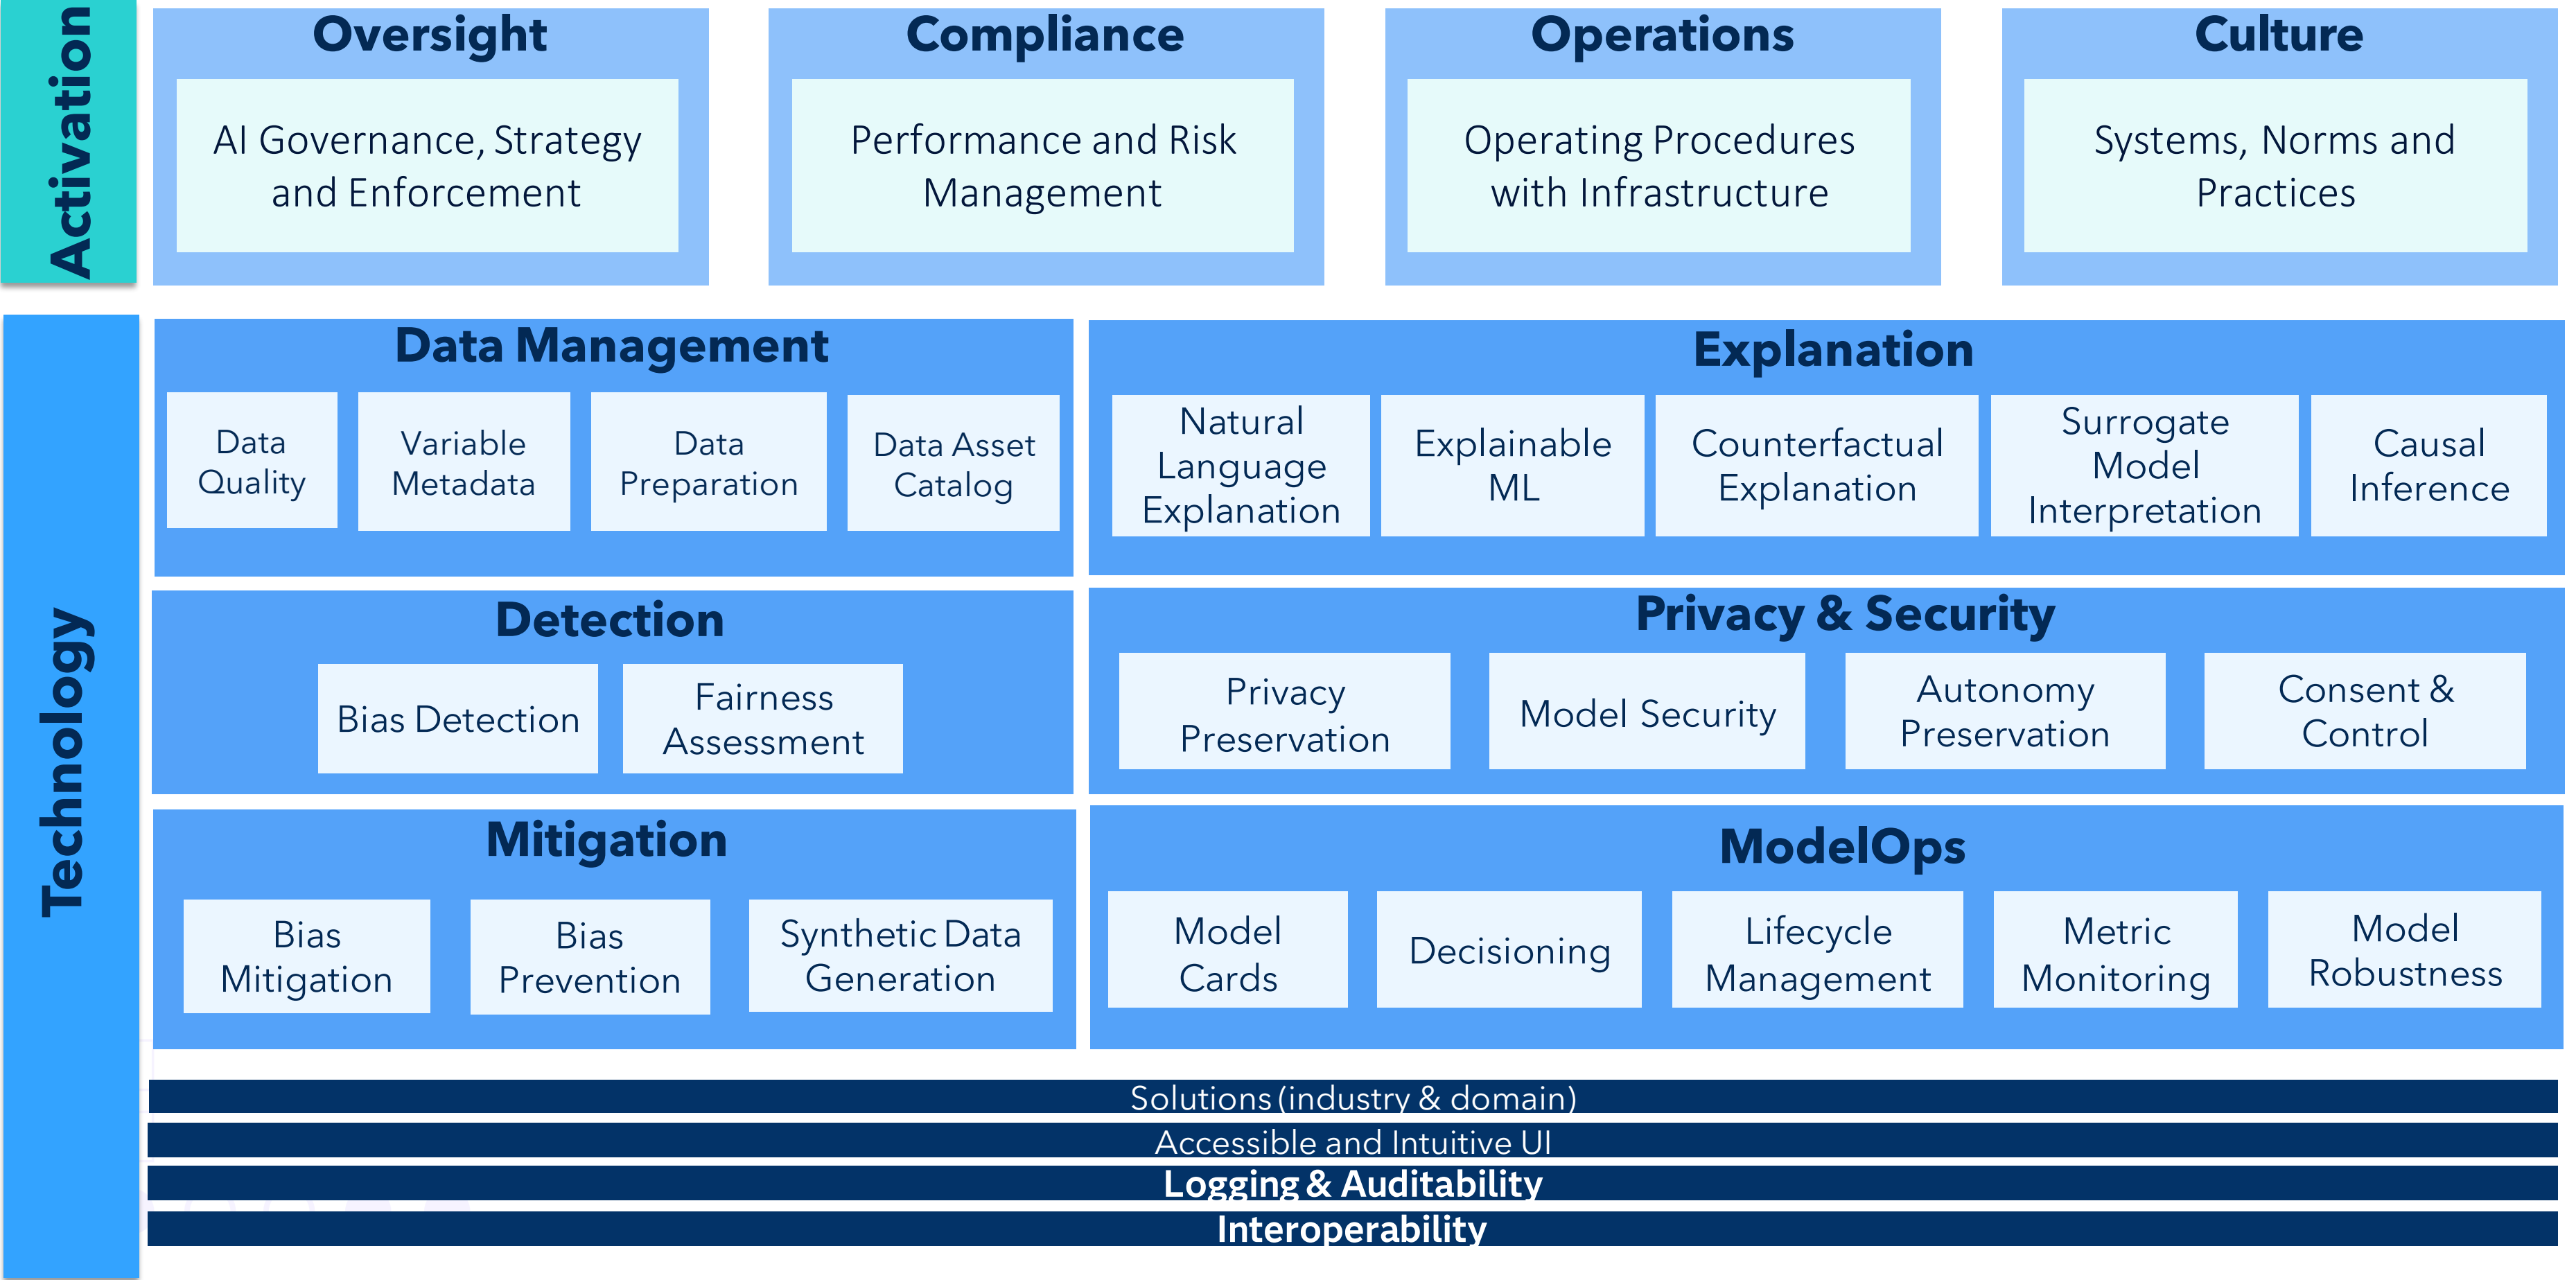 Activation
Oversight
AI Governance, Strategy
and Enforcement
Compliance
Performance and Risk
Management
Operations
Operating Procedures
with Infrastructure
Culture
Systems, Norms and
Practices
Technology
Data Management
Data
Quality
Variable
Metadata
Data
Preparation
Data Asset
Catalog
Explanation
Natural
Language
Explanation
Explainable
ML
Counterfactual
Explanation
Surrogate
Model
Interpretation
Causal
Inference
Detection
Bias Detection
Fairness
Assessment
Privacy & Security
Privacy
Preservation
Model Security
Autonomy
Preservation
Consent &
Control
Mitigation
Bias
Mitigation
Bias
Prevention
Synthetic Data
Generation
ModelOps
Model
Cards
Decisioning
Lifecycle
Management
Metric
Monitoring
Model
Robustness
Solutions (industry & domain)
Accessible and Intuitive UI
Logging & Auditability
Interoperability